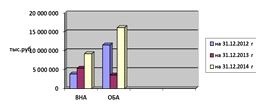 20 000 000
15 000 000
тыс.руб.
10 000 000
5 000 000
0
ВНА ОБА
на 31.12.2012 г
на 31.12.2013 г
на 31.12.2014 г